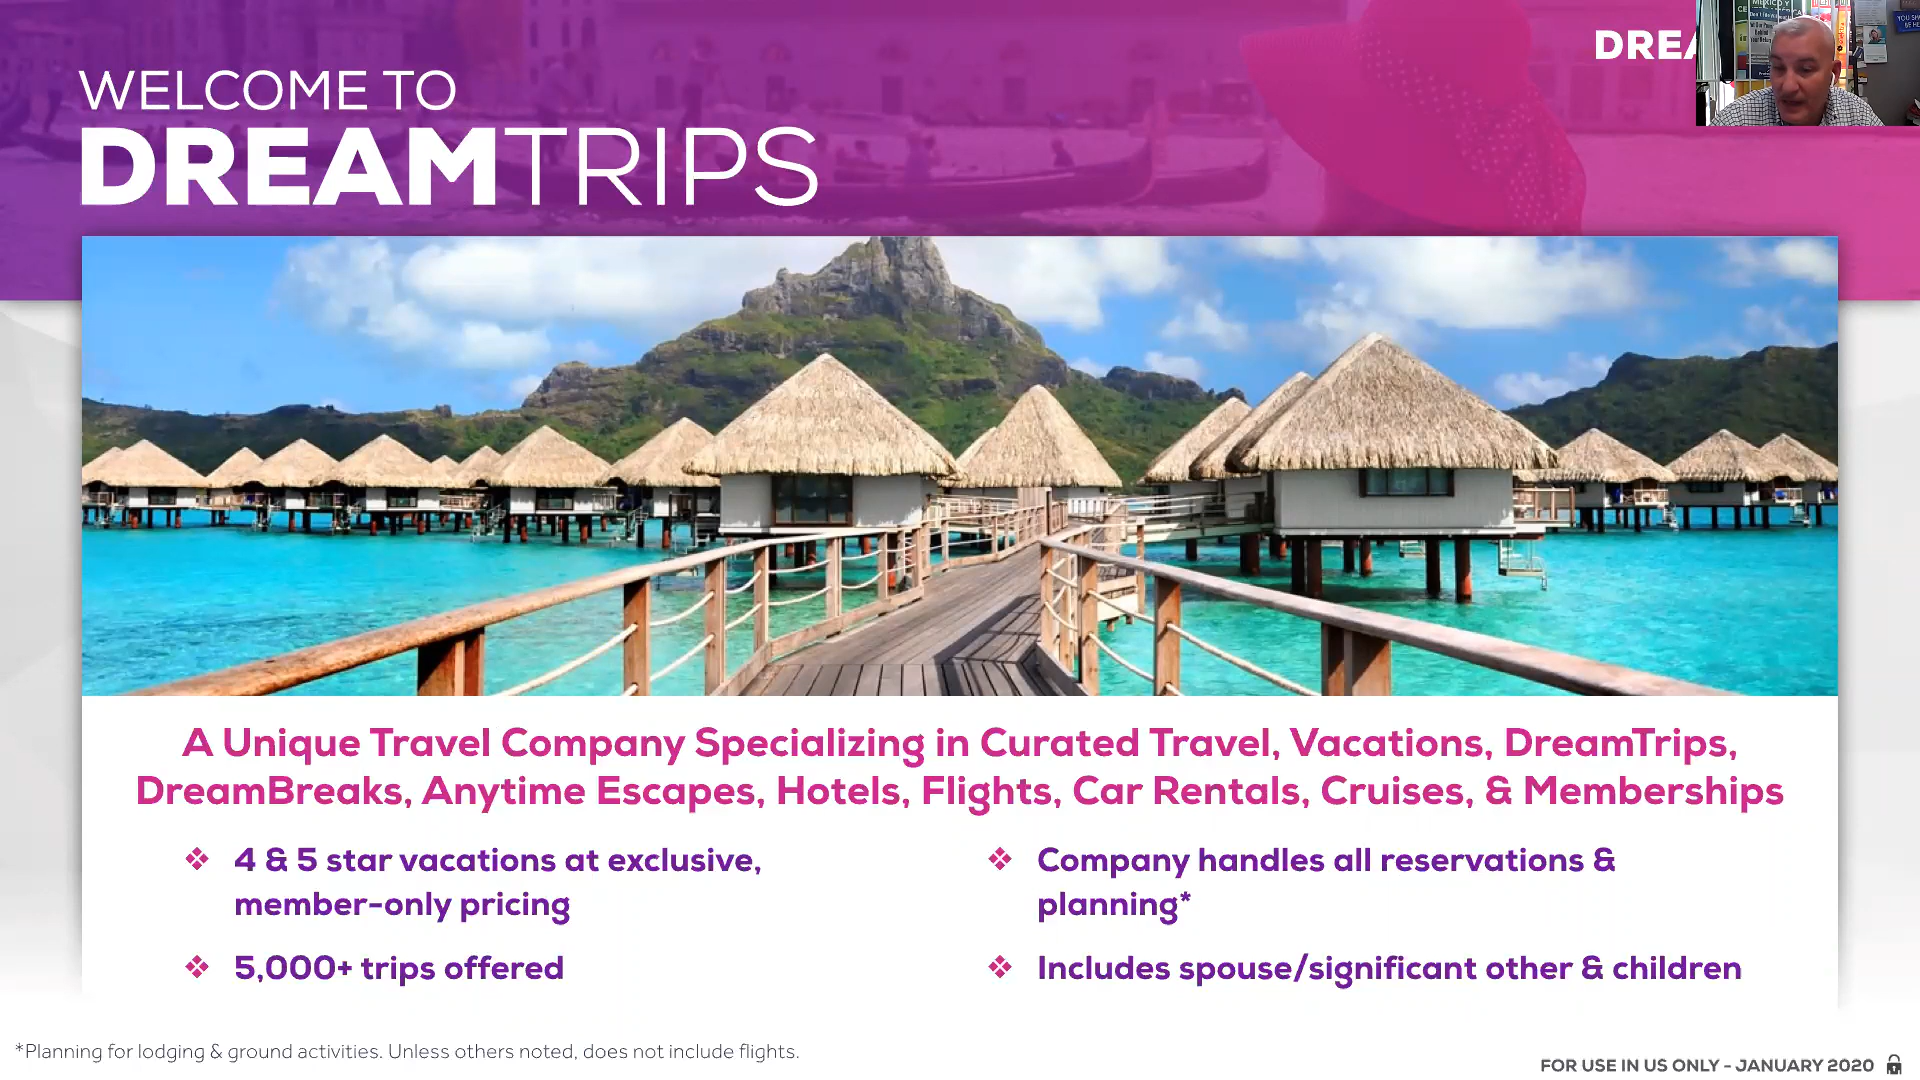 WELCOME TO
DREAMTRIPS
DREA
MEXICO Y
A Unique Travel Company Specializing in Curated Travel, Vacations, DreamTrips,
DreamBreaks, Anytime Escapes, Hotels, Flights, Car Rentals, Cruises, & Memberships
❖ 4 & 5 star vacations at exclusive,
member-only pricing
❖ 5,000+ trips offered
❖ Company handles all reservations &
planning*
❖ Includes spouse/significant other & children
*Planning for lodging & ground activities. Unless others noted, does not include flights.
FOR USE IN US ONLY - JANUARY 2020